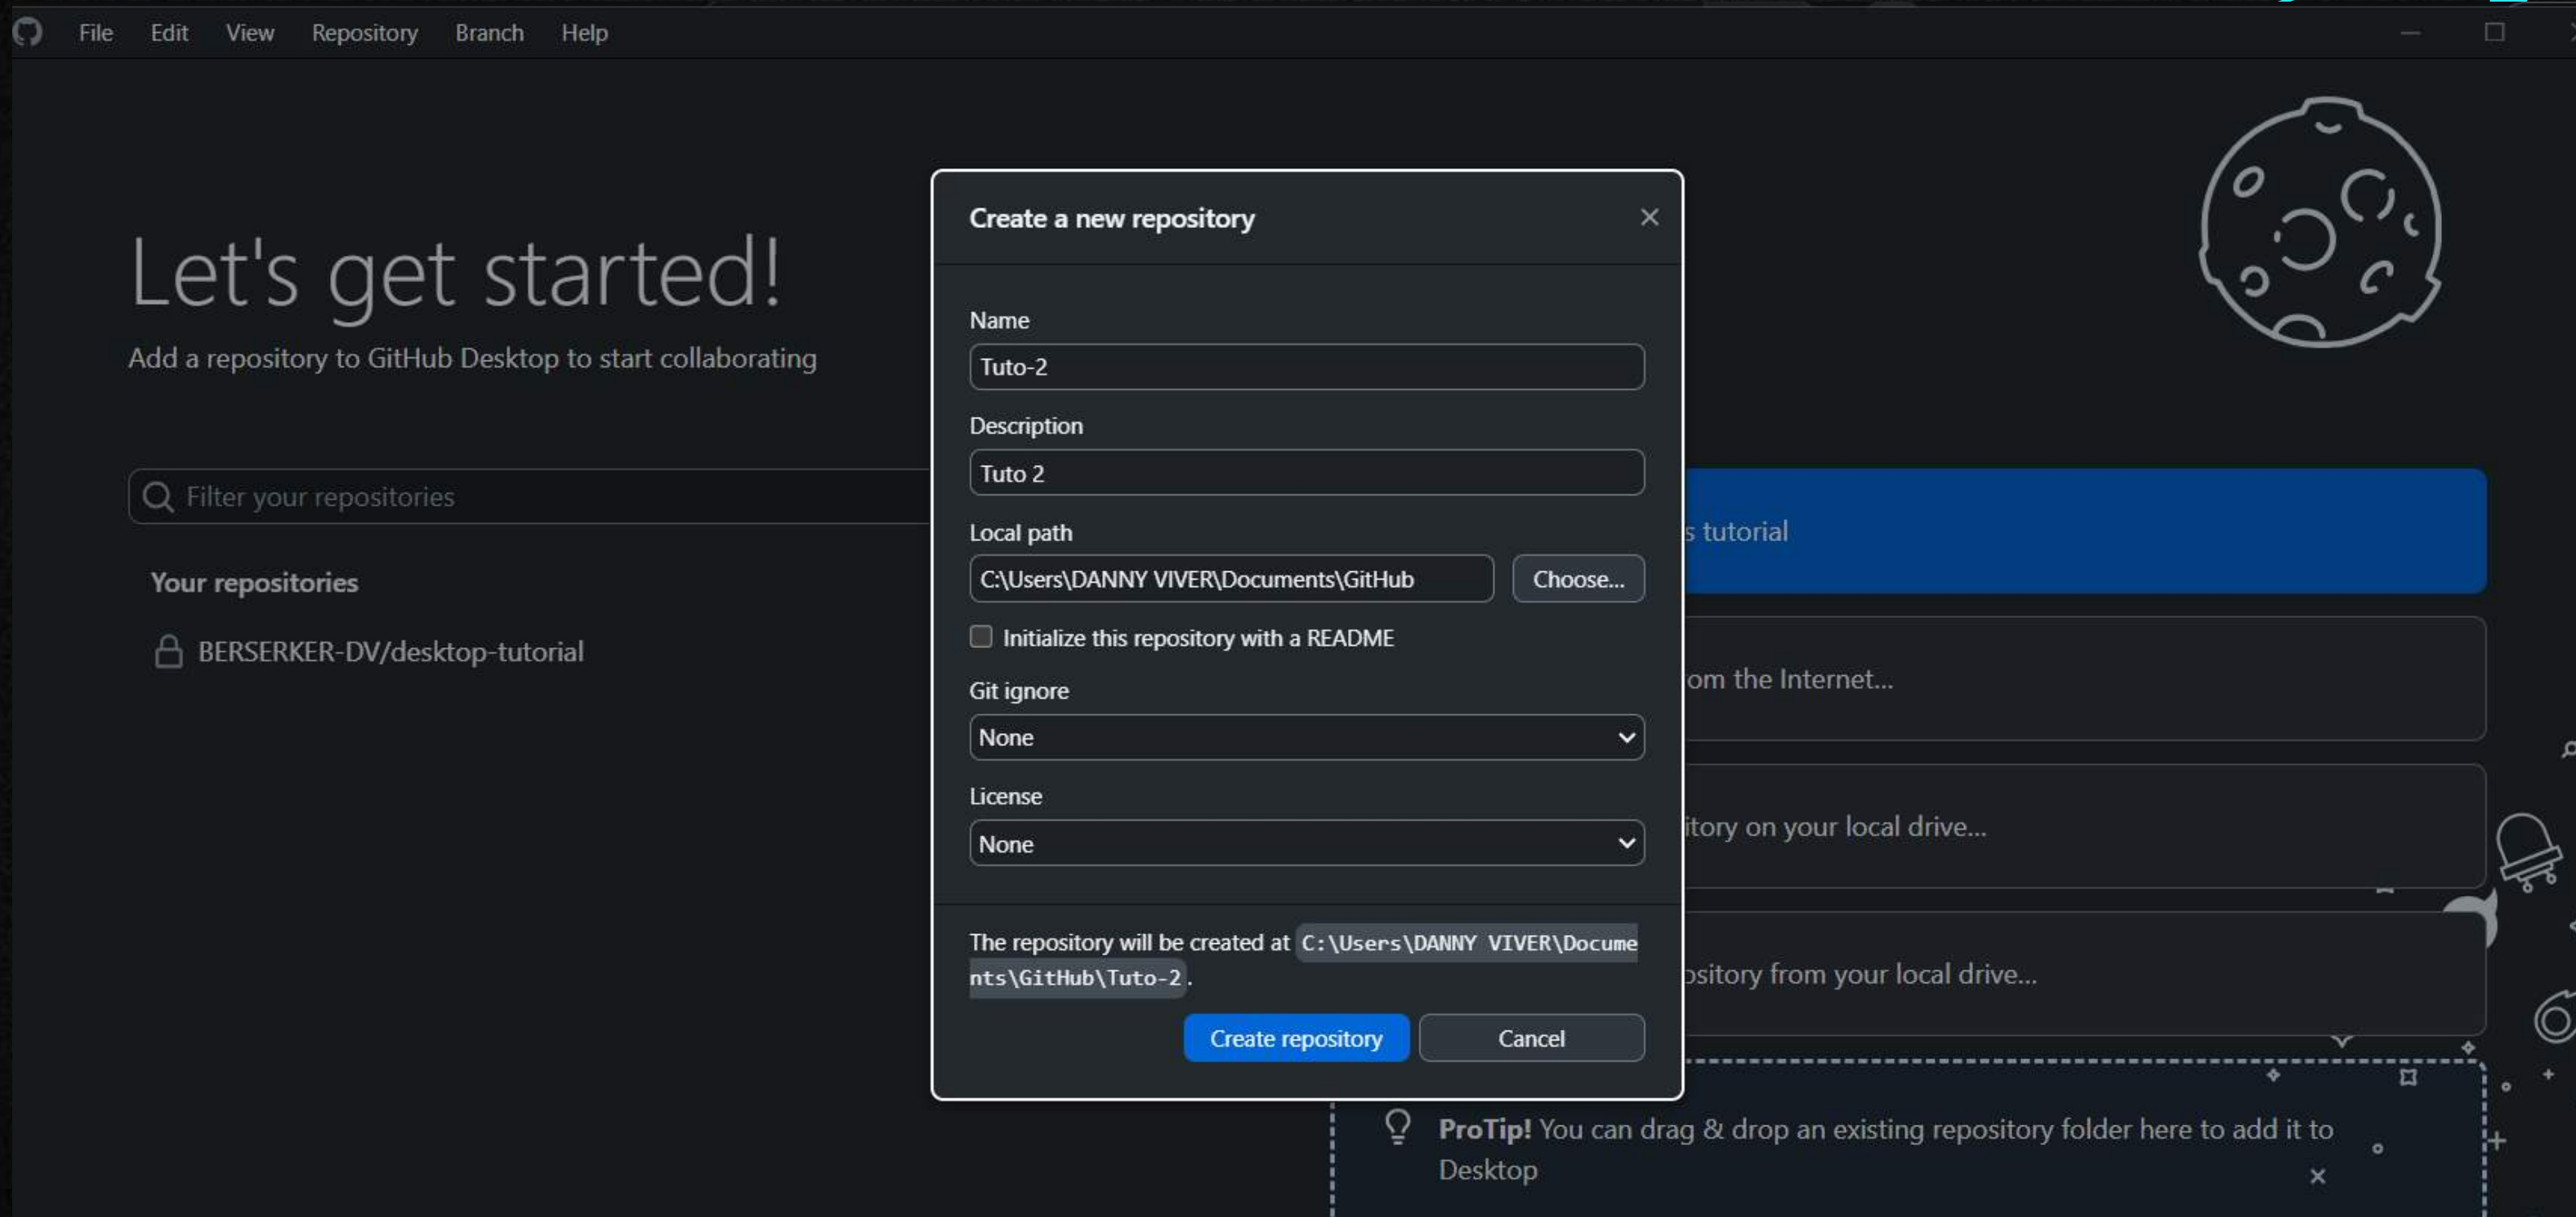 File Edit View Repository Branch Help
Let's get started!
Add a repository to GitHub Desktop to start collaborating
Filter your repositories
Your repositories
BERSERKER-DV/desktop-tutorial
Create a new repository
Name
Tuto-2
Description
Tuto 2
Local path
C:\Users\DANNY VIVER\Documents\GitHub
Choose...
Initialize this repository with a README
Git ignore
None
License
None
The repository will be created at C:\Users\DANNY VIVER\Docume
nts\GitHub\Tuto-2.
Create repository
Cancel
tutorial
the Internet...
on your local drive...
from your local drive...
ProTip! You can drag & drop an existing repository folder here to add it to
Desktop